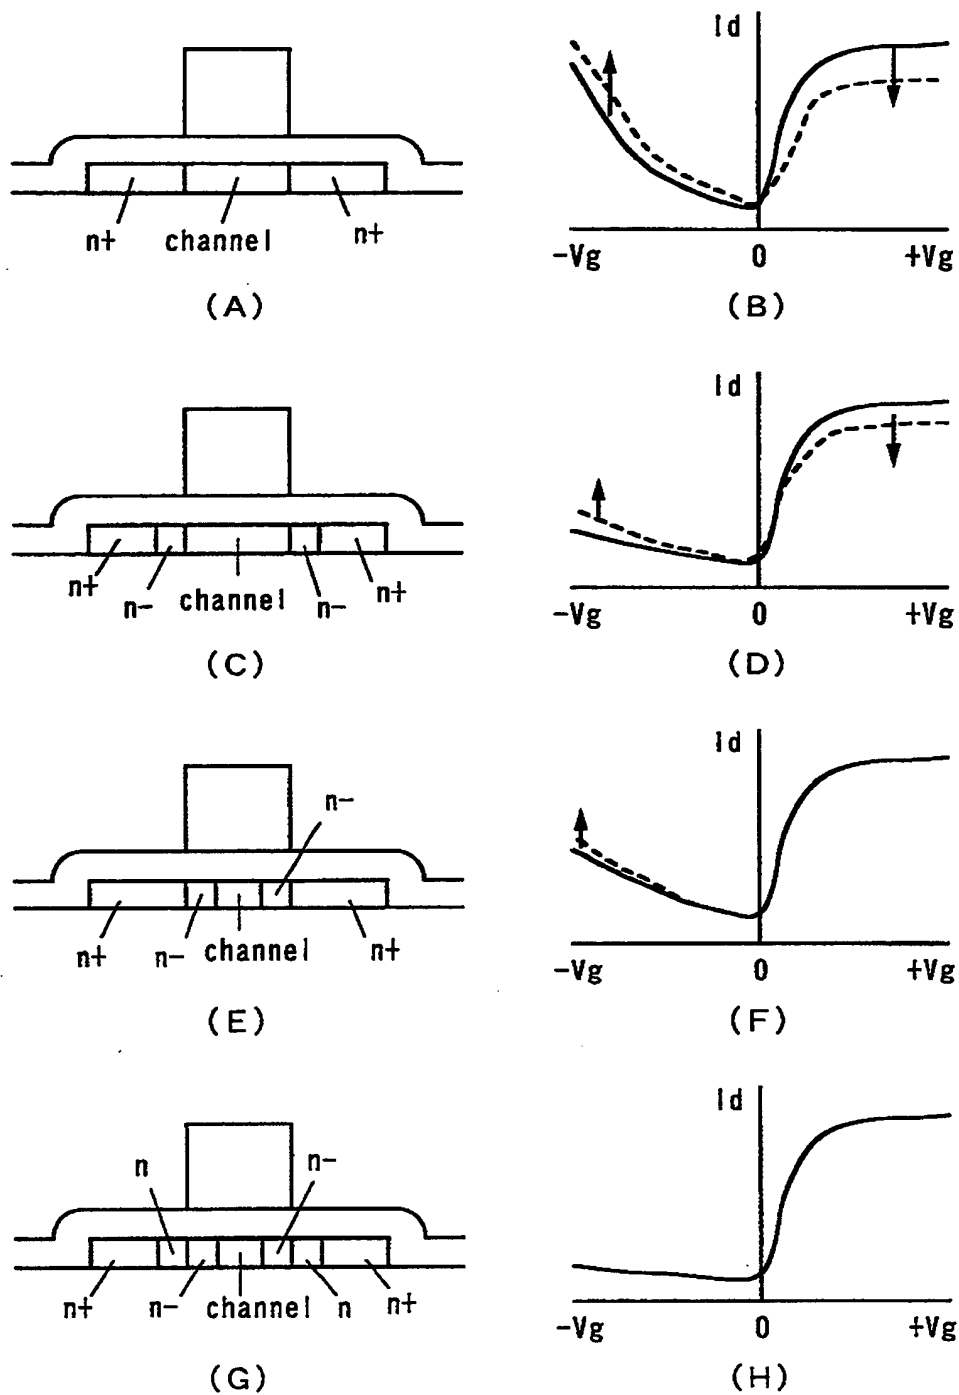 n+
channel
n+
(A)
Id
-Vg
0
+Vg
(B)
n+
n-
channel
n-
n+
(C)
Id
-Vg
0
+Vg
(D)
n-
n+
n-
channel
n+
(E)
Id
-Vg
0
+Vg
(F)
n
n-
n+
n-
channel
n
n+
(G)
Id
-Vg
0
+Vg
(H)